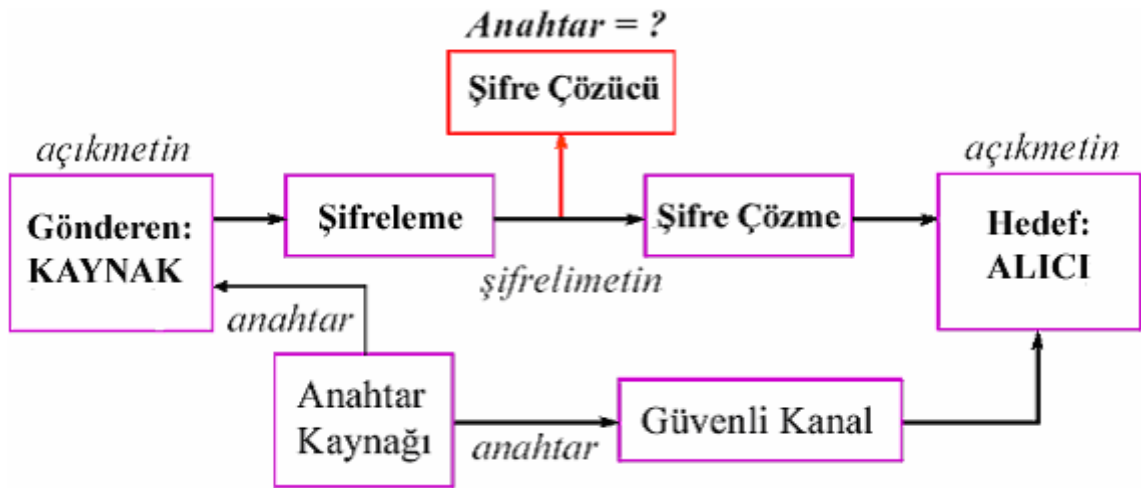 Anahtar = ?
Şifre Çözücü
açıkmetin
açıkmetin
Gönderen:
KAYNAK
Şifreleme
Şifre Çözme
Hedef:
ALICI
şifrelimetin
anahtar
Anahtar
Kaynağı
anahtar
Güvenli Kanal